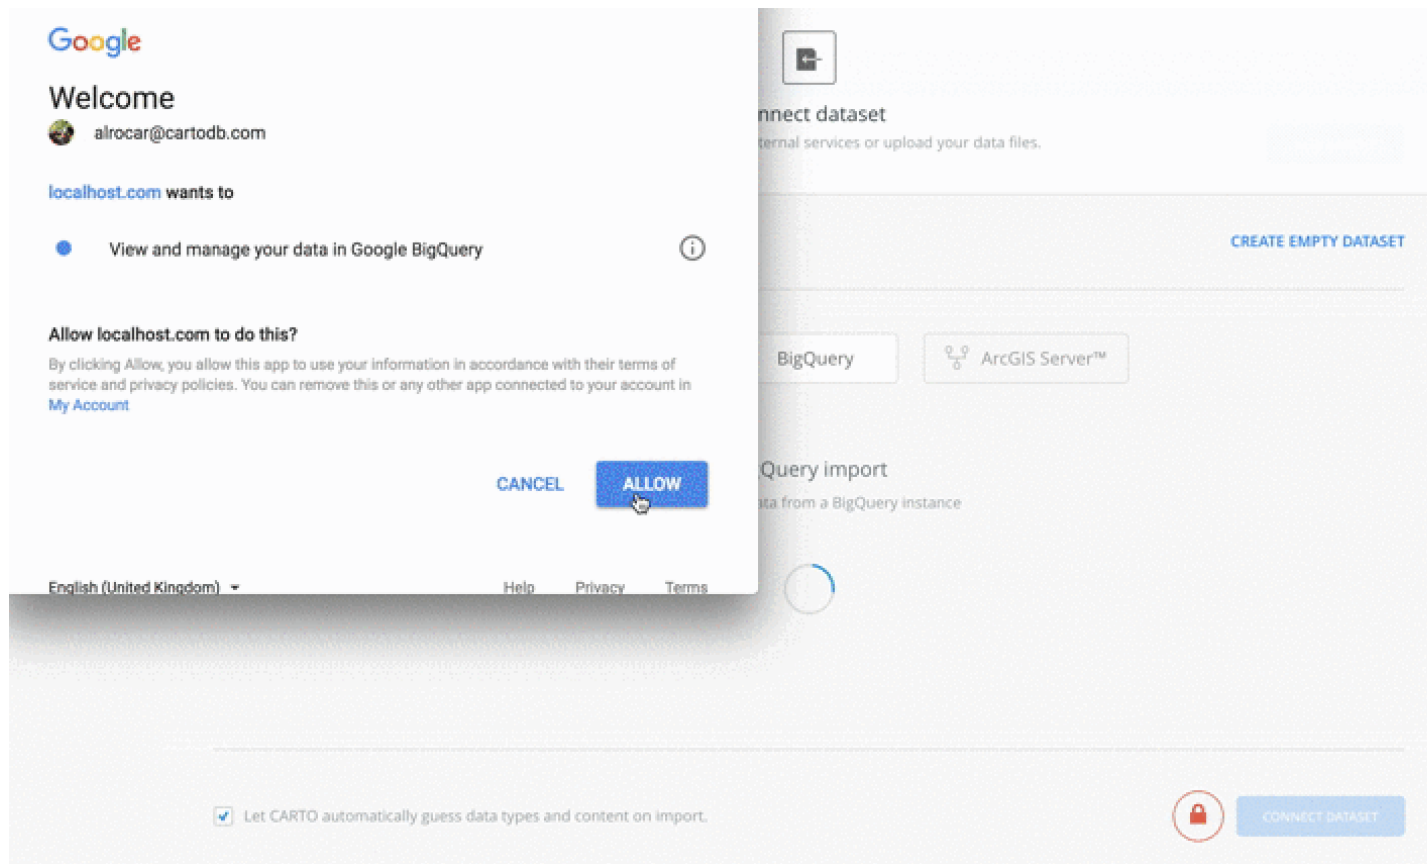 Google
Welcome
alrocar@cartodb.com
localhost.com wants to
View and manage your data in Google BigQuery
Allow localhost.com to do this?
By clicking Allow, you allow this app to use your information in accordance with their terms of
service and privacy policies. You can remove this or any other app connected to your account in
My Account
CANCEL
ALLOW
English (United Kingdom)
Help
Privacy
Terms
nnect dataset
ternal services or upload your data files.
CREATE EMPTY DATASET
BigQuery
ArcGIS Server™
Query import
ata from a BigQuery instance
Let CARTO automatically guess data types and content on import.
CONNECT DATASET